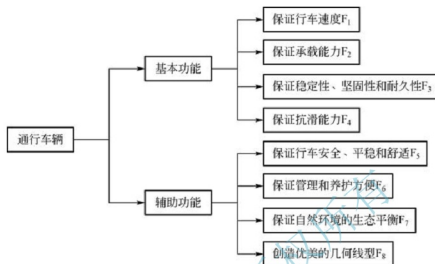 通行车辆
基本功能
保证行车速度F₁
保证承载能力F₂
保证稳定性、坚固性和耐久性F₃
保证抗滑能力F₄
辅助功能
保证行车安全、平稳和舒适F₅
保证管理和养护方便F₆
保证自然环境的生态平衡F₇
创造优美的几何线型F₈
权所有